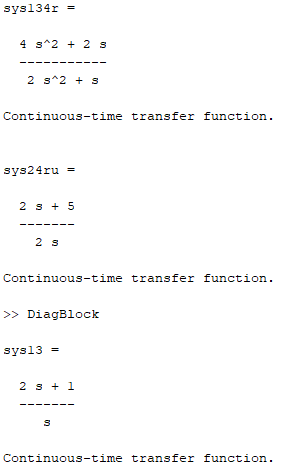 sys134r =
4 s^2 + 2 s
-----------
2 s^2 + s
Continuous-time transfer function.
sys24ru =
2 s + 5
-------
2 s
Continuous-time transfer function.
>> DiagBlock
sys13 =
2 s + 1
-------
s
Continuous-time transfer function.